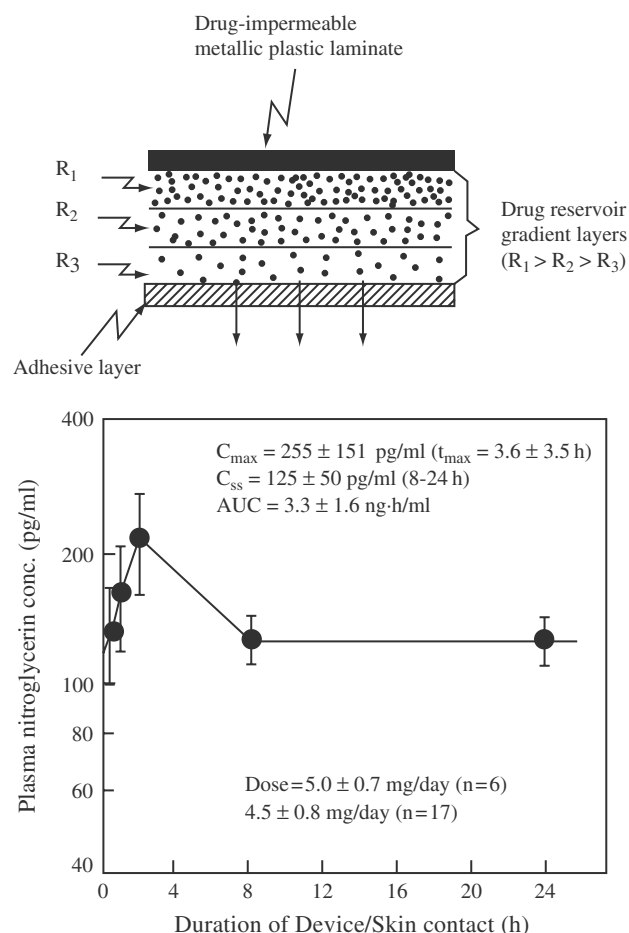 Drug-impermeable
metallic plastic laminate
R₁
R₂
R₃
Drug reservoir
gradient layers
(R₁ > R₂ > R₃)
Adhesive layer
400
200
100
80
60
40
Plasma nitroglycerin conc. (pg/ml)
Cmax = 255 ± 151 pg/ml (tmax = 3.6 ± 3.5 h)
Css = 125 ± 50 pg/ml (8-24 h)
AUC = 3.3 ± 1.6 ng·h/ml
Dose = 5.0 ± 0.7 mg/day (n = 6)
4.5 ± 0.8 mg/day (n = 17)
0 4 8 12 16 20 24
Duration of Device/Skin contact (h)